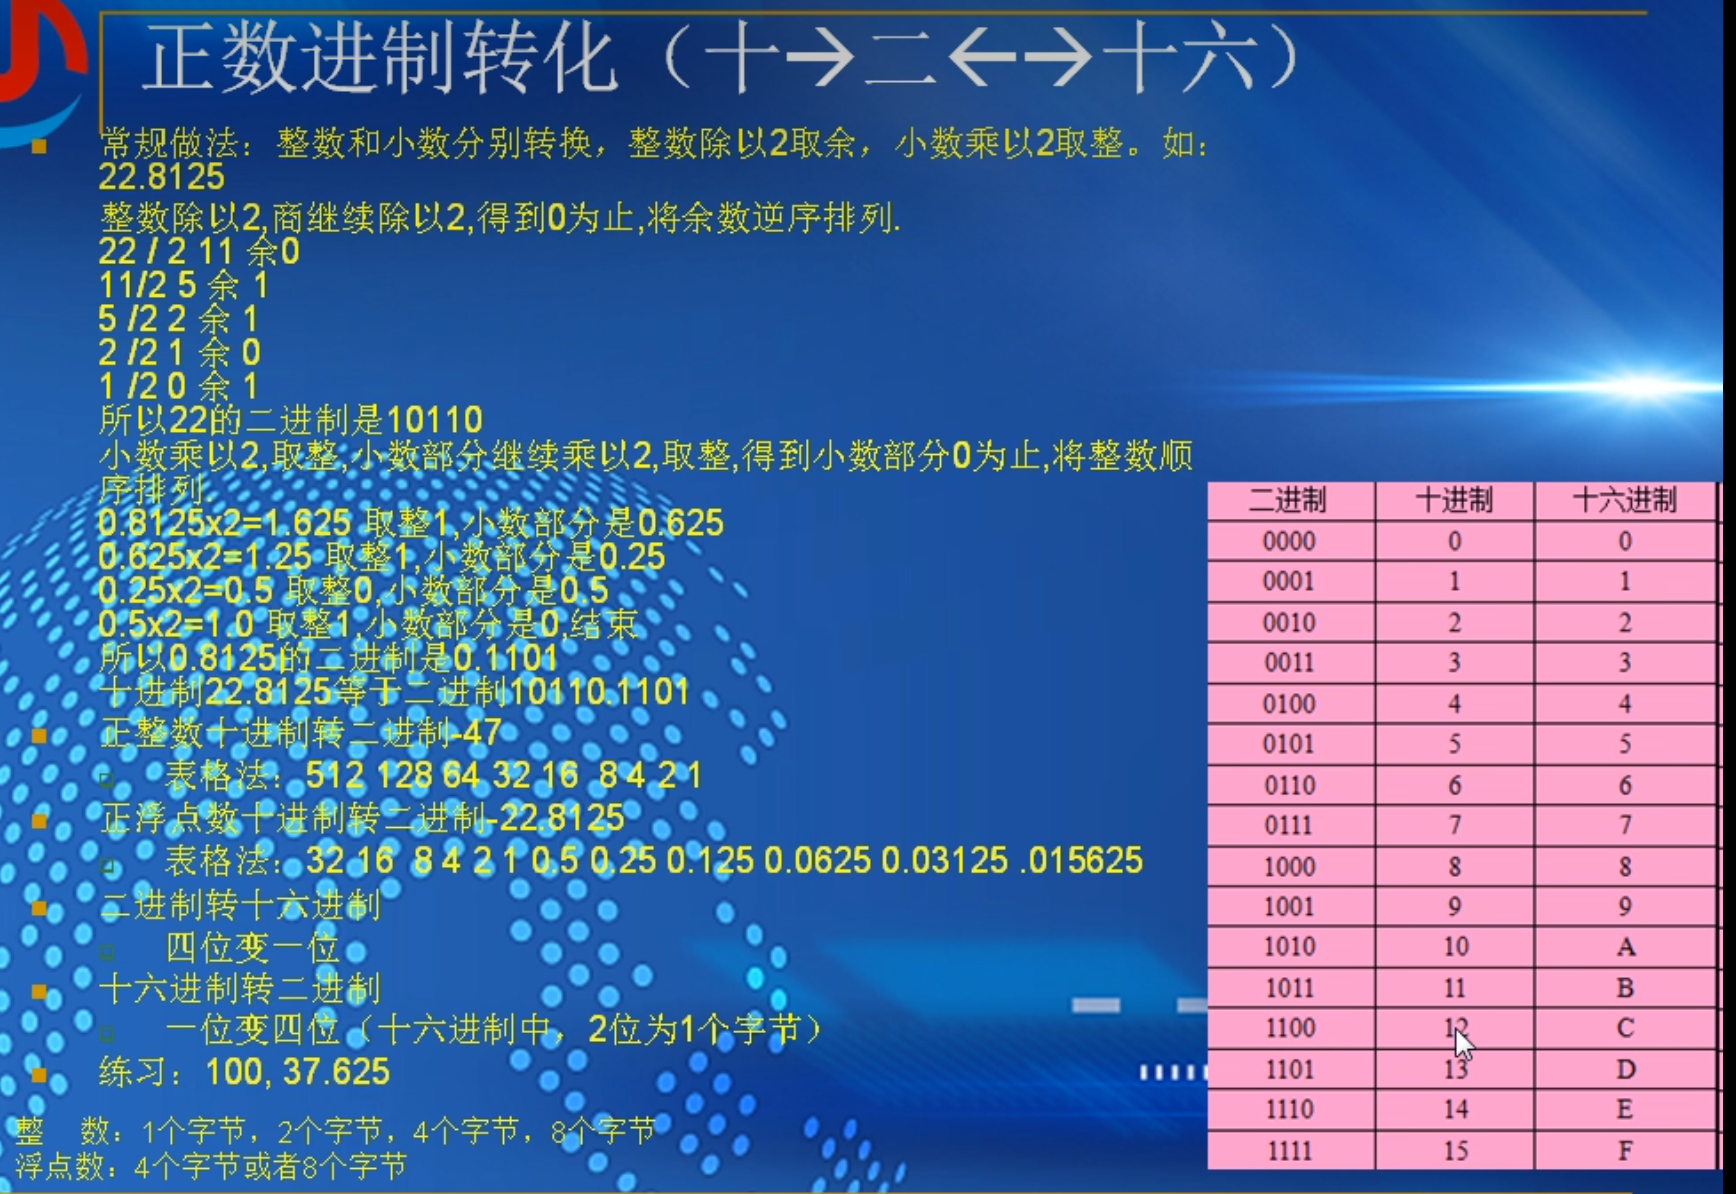 正数进制转化（十→二←→十六）
常规做法：整数和小数分别转换，整数除以2取余，小数乘以2取整。如：
22.8125
整数除以2,商继续除以2,得到0为止,将余数逆序排列.
22 / 2 11 余0
11/2 5 余 1
5 /2 2 余 1
2 /2 1 余 0
1 /2 0 余 1
所以22的二进制是10110
小数乘以2,取整,小数部分继续乘以2,取整,得到小数部分0为止,将整数顺
序排列.
0.8125x2=1.625 取整1,小数部分是0.625
0.625x2=1.25 取整1,小数部分是0.25
0.25x2=0.5 取整0,小数部分是0.5
0.5x2=1.0 取整1,小数部分是0,结束
所以0.8125的二进制是0.1101
十进制22.8125等于二进制10110.1101
正整数十进制转二进制-47
表格法：512 128 64 32 16 8 4 2 1
正浮点数十进制转二进制-22.8125
表格法：32 16 8 4 2 1 0.5 0.25 0.125 0.0625 0.03125 .015625
二进制转十六进制
四位变一位
十六进制转二进制
一位变四位（十六进制中，2位为1个字节）
练习：100, 37.625
整 数：1个字节，2个字节，4个字节，8个字节
浮点数：4个字节或者8个字节
二进制 十进制 十六进制
0000 0 0
0001 1 1
0010 2 2
0011 3 3
0100 4 4
0101 5 5
0110 6 6
0111 7 7
1000 8 8
1001 9 9
1010 10 A
1011 11 B
1100 12 C
1101 13 D
1110 14 E
1111 15 F